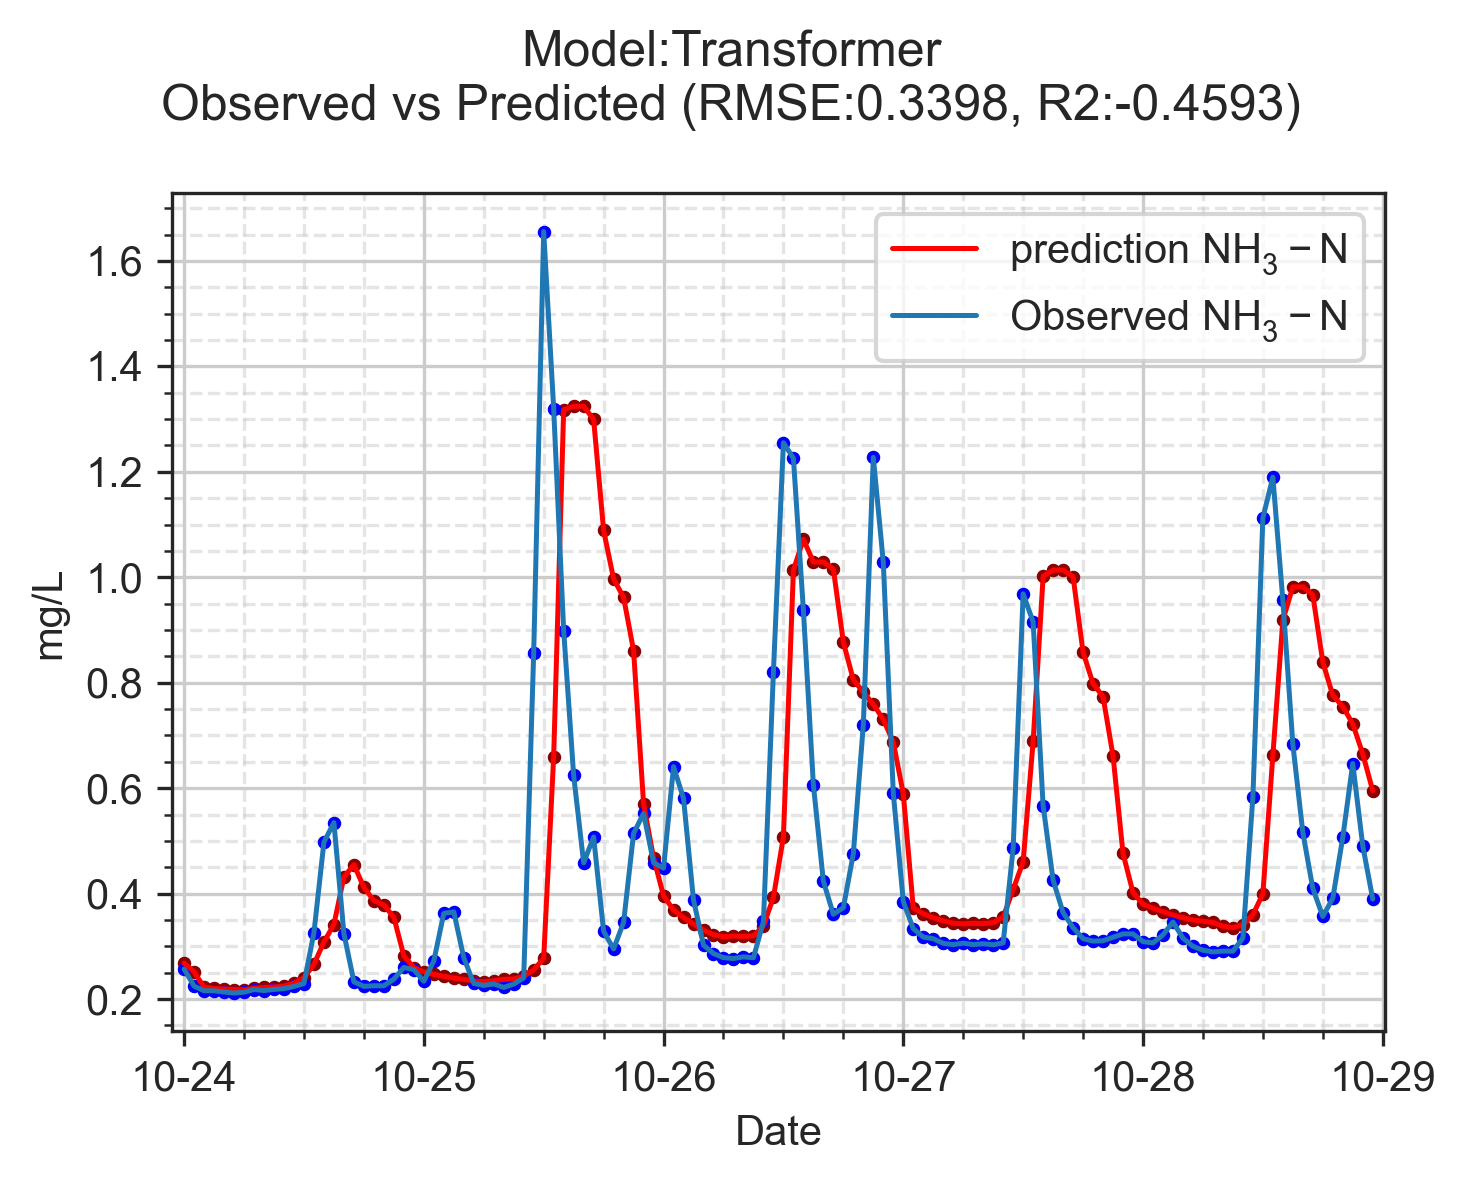 Model:Transformer
Observed vs Predicted (RMSE:0.3398, R2:-0.4593)
prediction NH₃ − N
Observed NH₃ − N
1.6
1.4
1.2
1.0
0.8
0.6
0.4
0.2
mg/L
10-24 10-25 10-26 10-27 10-28 10-29
Date